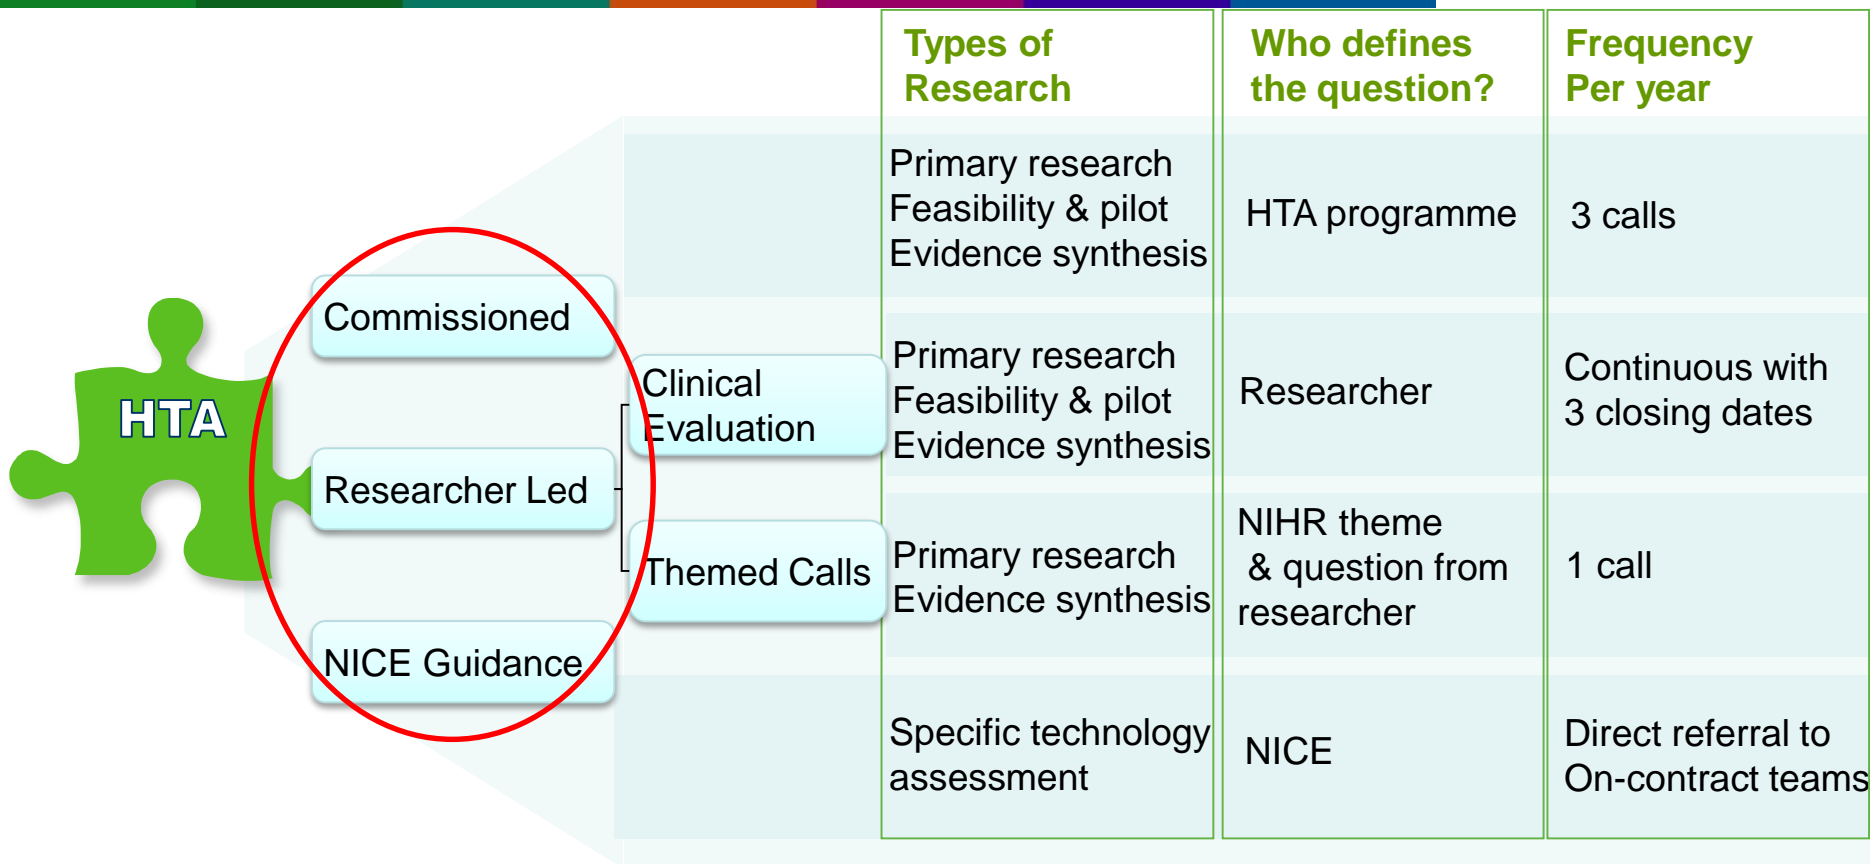 Types of
Research
Who defines
the question?
Frequency
Per year
HTA
Commissioned
Primary research
Feasibility & pilot
Evidence synthesis
HTA programme
3 calls
Researcher Led
Clinical
Evaluation
Primary research
Feasibility & pilot
Evidence synthesis
Researcher
Continuous with
3 closing dates
Themed Calls
Primary research
Evidence synthesis
NIHR theme
& question from
researcher
1 call
NICE Guidance
Specific technology
assessment
NICE
Direct referral to
On-contract teams